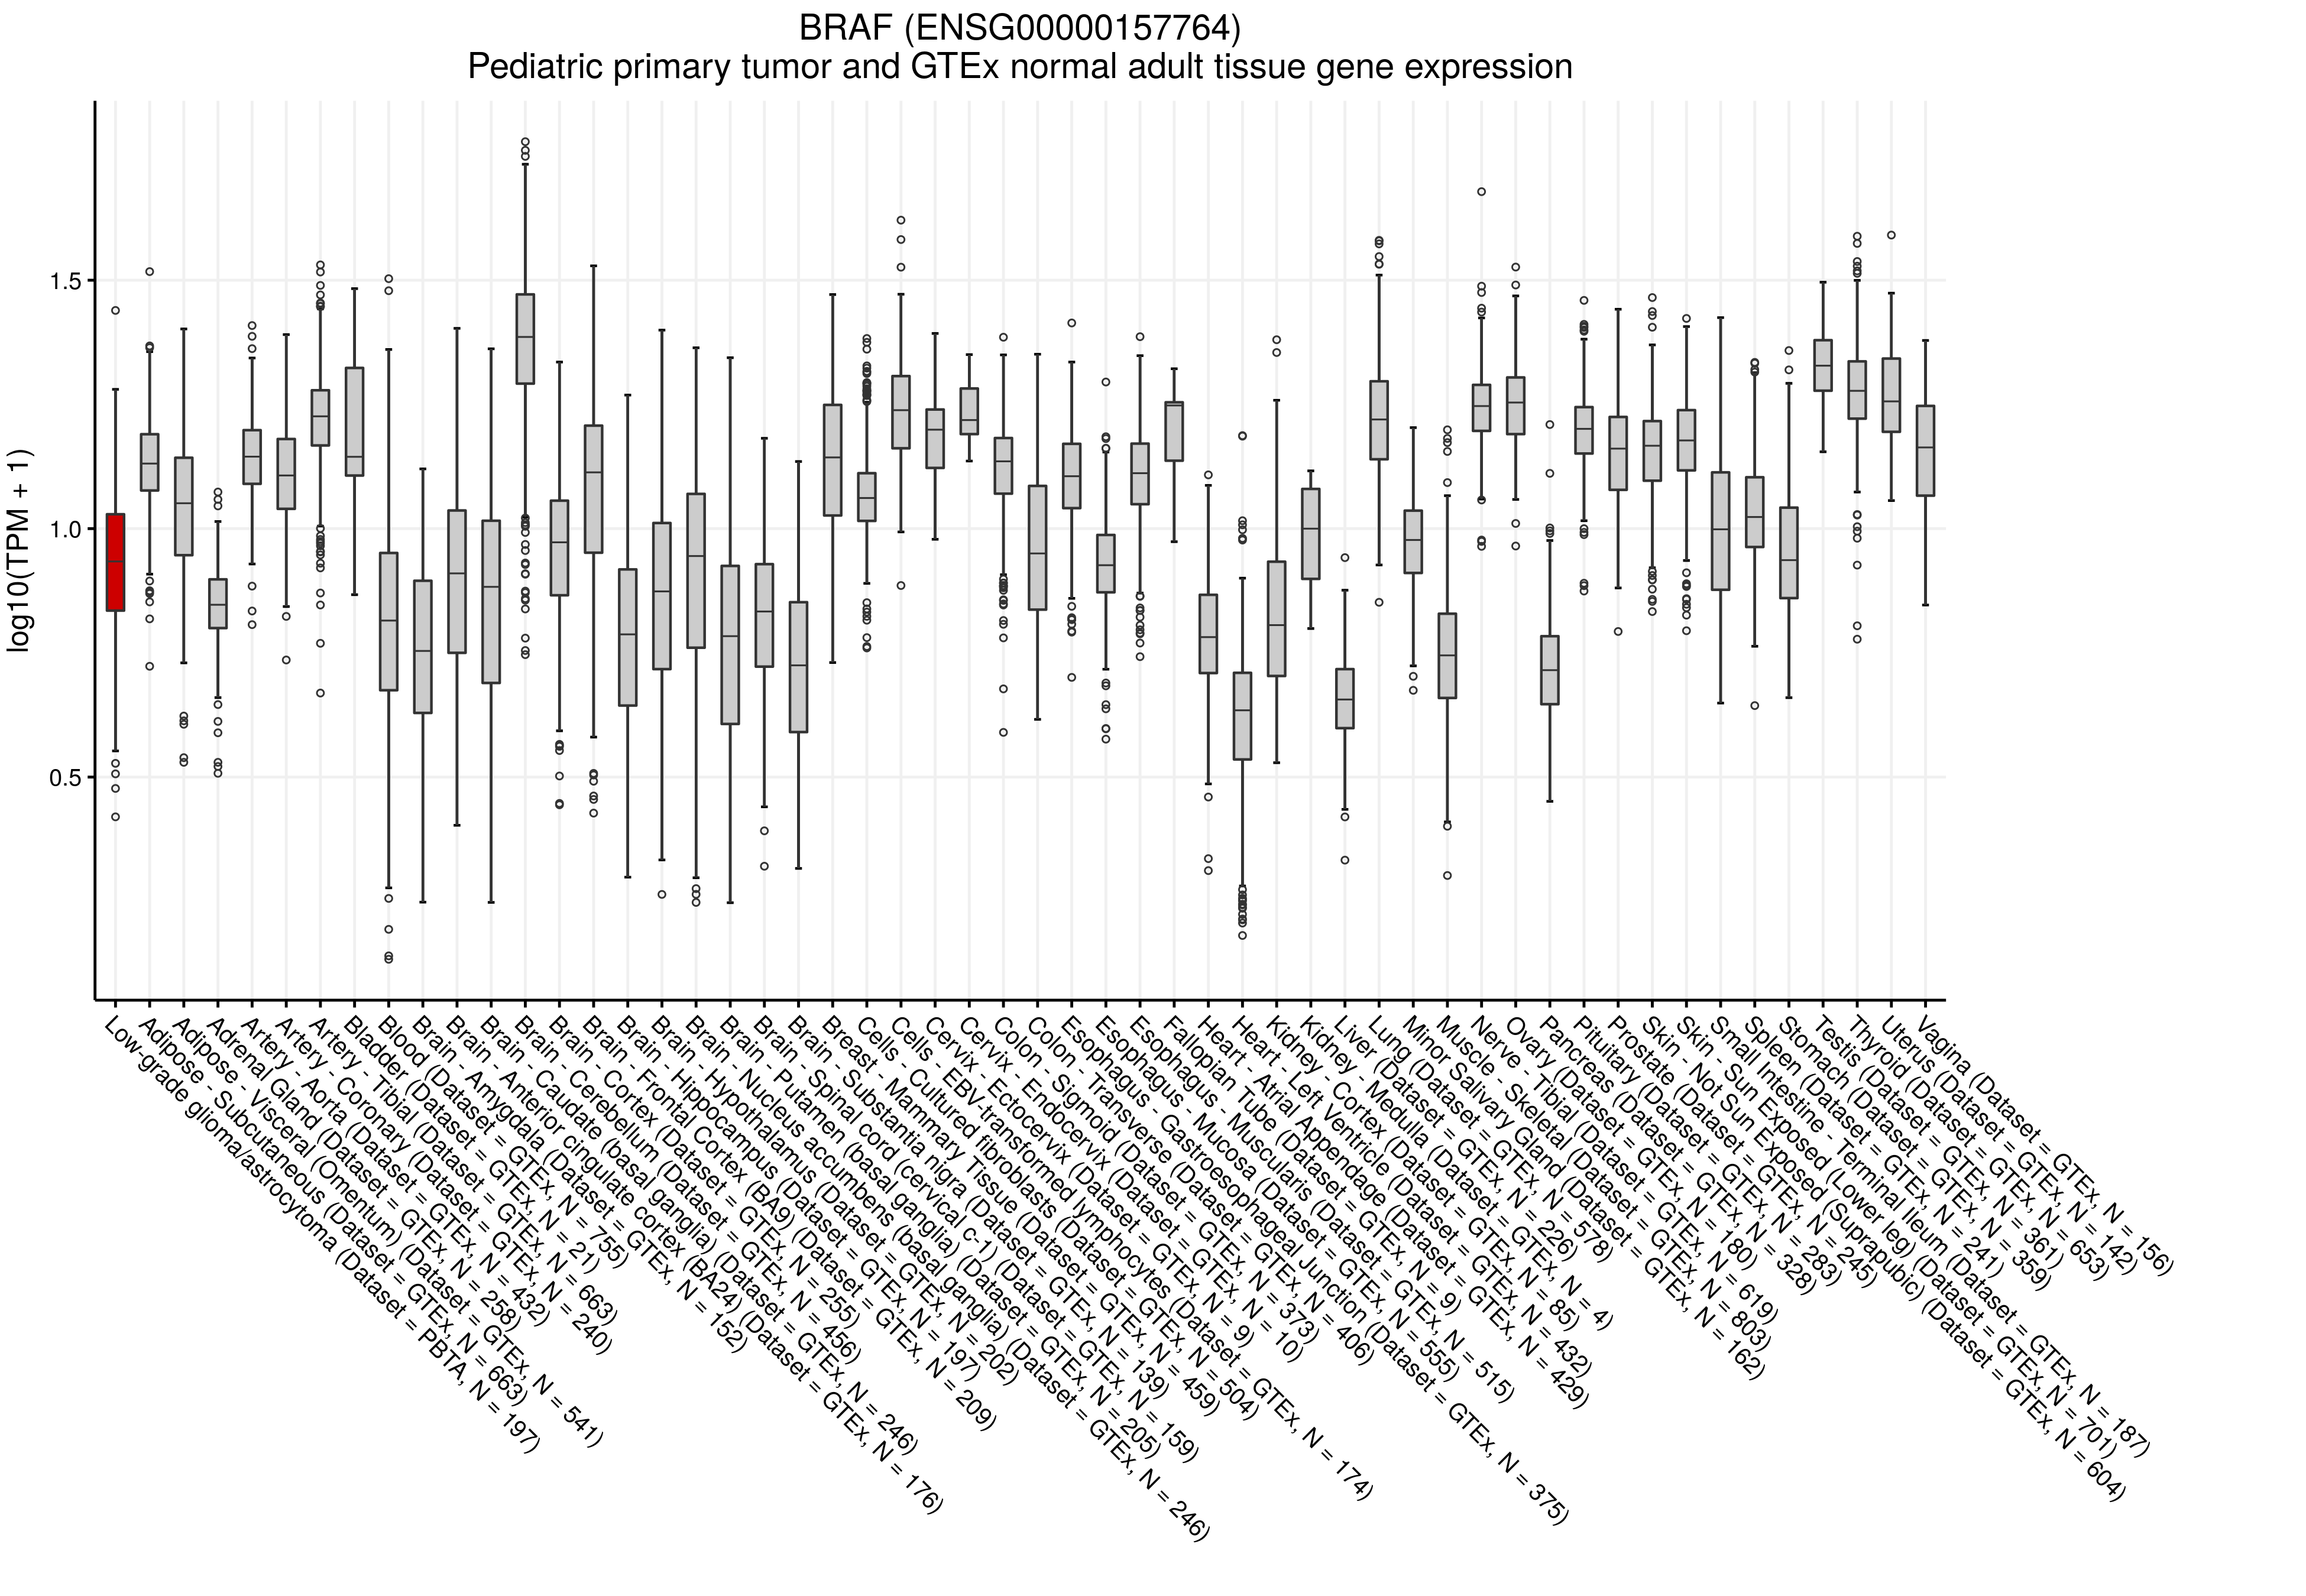 BRAF (ENSG00000157764)
Pediatric primary tumor and GTEx normal adult tissue gene expression
log10(TPM + 1)
1.5
1.0
0.5
Low-grade glioma/astrocytoma (Dataset = PBTA, N = 197)
Adipose - Subcutaneous (Dataset = GTEx, N = 663)
Adipose - Visceral (Omentum) (Dataset = GTEx, N = 541)
Adrenal Gland (Dataset = GTEx, N = 258)
Artery - Aorta (Dataset = GTEx, N = 432)
Artery - Coronary (Dataset = GTEx, N = 240)
Artery - Tibial (Dataset = GTEx, N = 663)
Bladder (Dataset = GTEx, N = 21)
Blood (Dataset = GTEx, N = 755)
Brain - Amygdala (Dataset = GTEx, N = 152)
Brain - Anterior cingulate cortex (BA24) (Dataset = GTEx, N = 176)
Brain - Caudate (basal ganglia) (Dataset = GTEx, N = 246)
Brain - Cerebellum (Dataset = GTEx, N = 456)
Brain - Cortex (Dataset = GTEx, N = 255)
Brain - Frontal Cortex (BA9) (Dataset = GTEx, N = 209)
Brain - Hippocampus (Dataset = GTEx, N = 197)
Brain - Hypothalamus (Dataset = GTEx, N = 202)
Brain - Nucleus accumbens (basal ganglia) (Dataset = GTEx, N = 246)
Brain - Putamen (basal ganglia) (Dataset = GTEx, N = 205)
Brain - Spinal cord (cervical c-1) (Dataset = GTEx, N = 159)
Brain - Substantia nigra (Dataset = GTEx, N = 139)
Breast - Mammary Tissue (Dataset = GTEx, N = 459)
Cells - Cultured fibroblasts (Dataset = GTEx, N = 504)
Cells - EBV-transformed lymphocytes (Dataset = GTEx, N = 174)
Cervix - Ectocervix (Dataset = GTEx, N = 9)
Cervix - Endocervix (Dataset = GTEx, N = 10)
Colon - Sigmoid (Dataset = GTEx, N = 373)
Colon - Transverse (Dataset = GTEx, N = 406)
Esophagus - Gastroesophageal Junction (Dataset = GTEx, N = 375)
Esophagus - Mucosa (Dataset = GTEx, N = 555)
Esophagus - Muscularis (Dataset = GTEx, N = 515)
Fallopian Tube (Dataset = GTEx, N = 9)
Heart - Atrial Appendage (Dataset = GTEx, N = 429)
Heart - Left Ventricle (Dataset = GTEx, N = 432)
Kidney - Cortex (Dataset = GTEx, N = 85)
Kidney - Medulla (Dataset = GTEx, N = 4)
Liver (Dataset = GTEx, N = 226)
Lung (Dataset = GTEx, N = 578)
Minor Salivary Gland (Dataset = GTEx, N = 162)
Muscle - Skeletal (Dataset = GTEx, N = 803)
Nerve - Tibial (Dataset = GTEx, N = 619)
Ovary (Dataset = GTEx, N = 180)
Pancreas (Dataset = GTEx, N = 328)
Pituitary (Dataset = GTEx, N = 283)
Prostate (Dataset = GTEx, N = 245)
Skin - Not Sun Exposed (Suprapubic) (Dataset = GTEx, N = 604)
Skin - Sun Exposed (Lower leg) (Dataset = GTEx, N = 701)
Small Intestine - Terminal Ileum (Dataset = GTEx, N = 187)
Spleen (Dataset = GTEx, N = 241)
Stomach (Dataset = GTEx, N = 359)
Testis (Dataset = GTEx, N = 361)
Thyroid (Dataset = GTEx, N = 653)
Uterus (Dataset = GTEx, N = 142)
Vagina (Dataset = GTEx, N = 156)